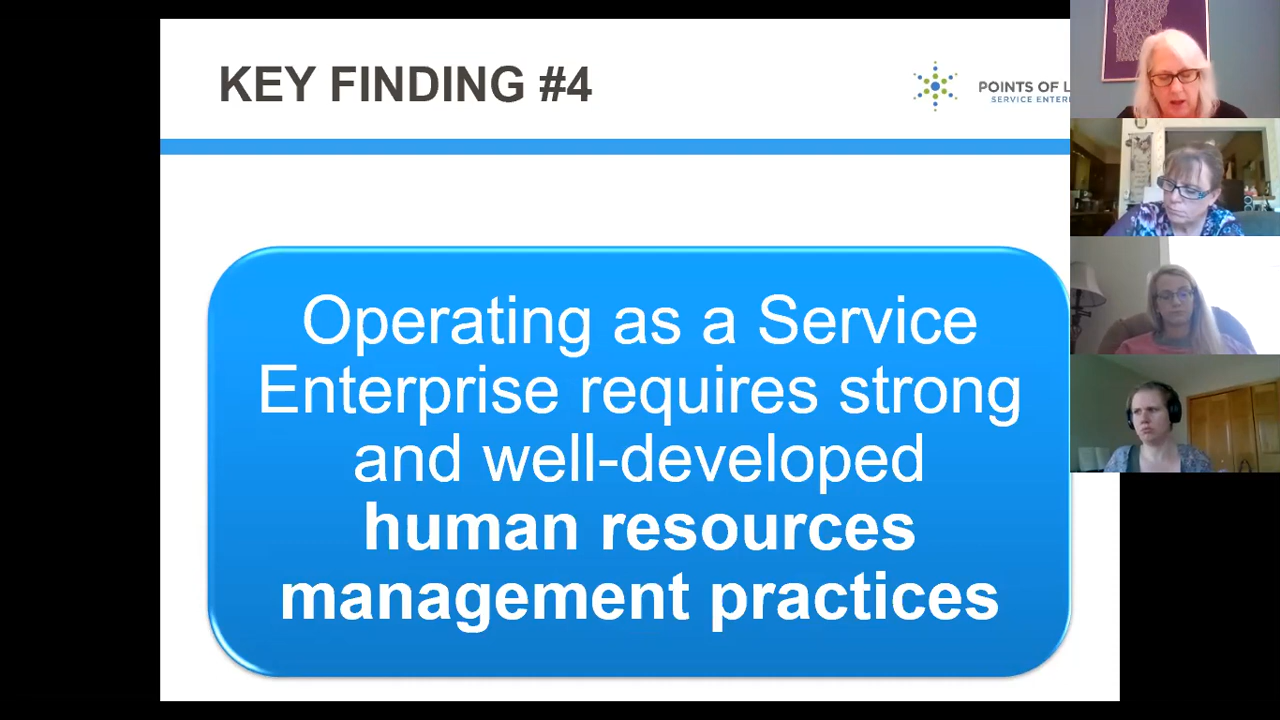 KEY FINDING #4
POINTS OF L
SERVICE ENTER
Operating as a Service
Enterprise requires strong
and well-developed
human resources
management practices